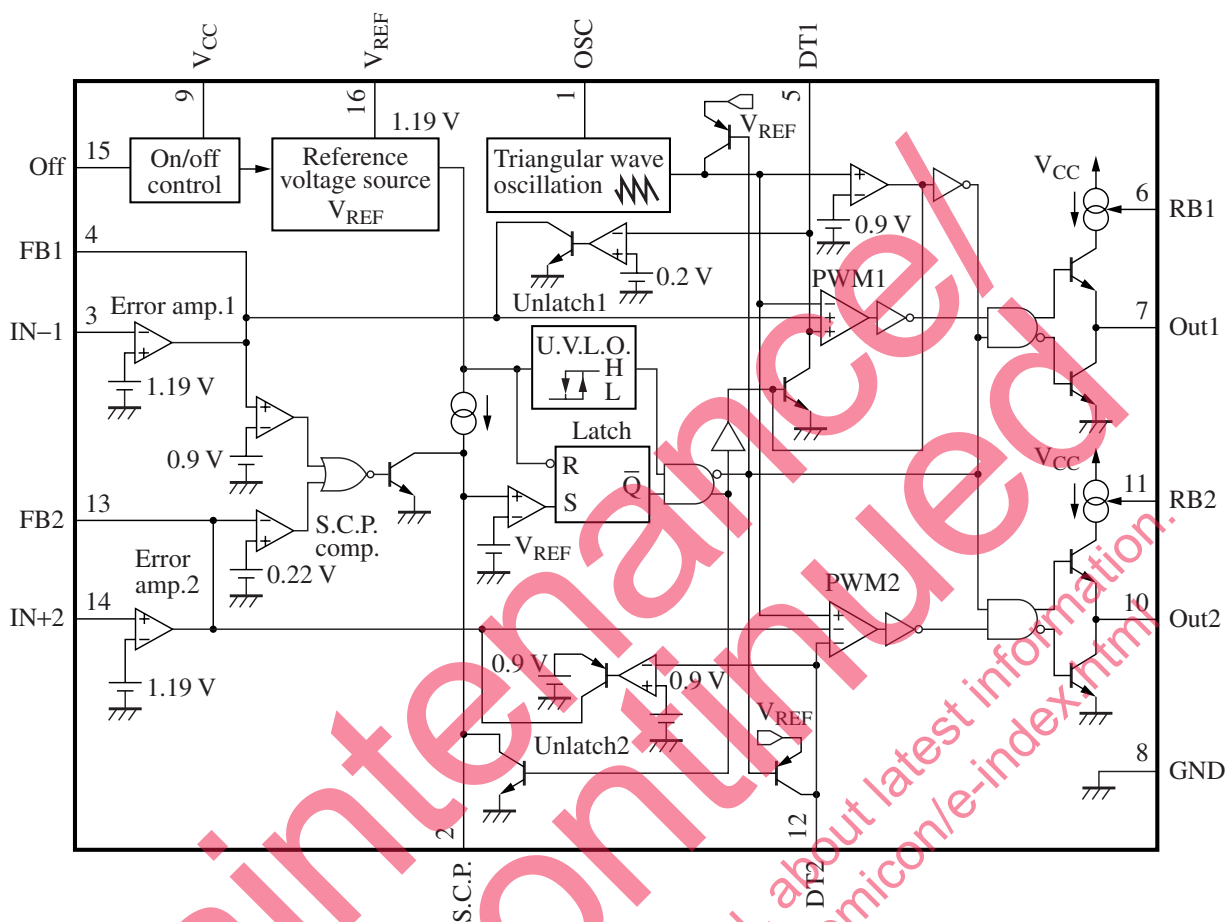 VCC
VREF
OSC
DT1
9
16
1
5
1.19 V
VREF
Off
15
On/off
control
Reference
voltage source
VREF
Triangular wave
oscillation
VCC
6
RB1
0.9 V
FB1
4
0.2 V
Unlatch1
PWM1
Error amp.1
IN–1
3
7
Out1
1.19 V
U.V.L.O.
H
L
Latch
0.9 V
R
S
Q
VCC
11
RB2
FB2
13
S.C.P.
comp.
VREF
Error
amp.2
0.22 V
PWM2
IN+2
14
10
Out2
1.19 V
0.9 V
0.9 V
VREF
Unlatch2
8
GND
2
12
S.C.P.
DT2
aintenance/
ontinued
about latest information.
emicon/e-index.html